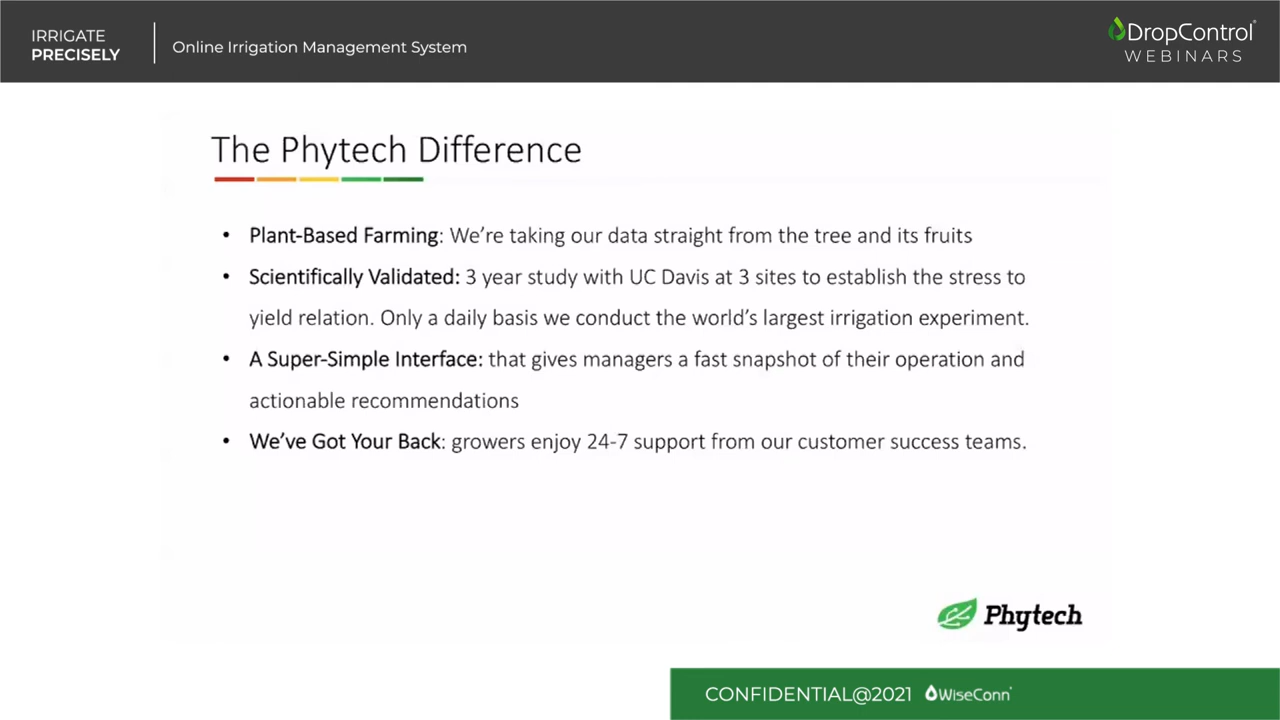 IRRIGATE
PRECISELY
Online Irrigation Management System
DropControl®
WEBINARS
The Phytech Difference
• Plant-Based Farming: We're taking our data straight from the tree and its fruits
• Scientifically Validated: 3 year study with UC Davis at 3 sites to establish the stress to
yield relation. Only a daily basis we conduct the world's largest irrigation experiment.
• A Super-Simple Interface: that gives managers a fast snapshot of their operation and
actionable recommendations
• We've Got Your Back: growers enjoy 24-7 support from our customer success teams.
Phytech
CONFIDENTIAL@2021 WiseConn®